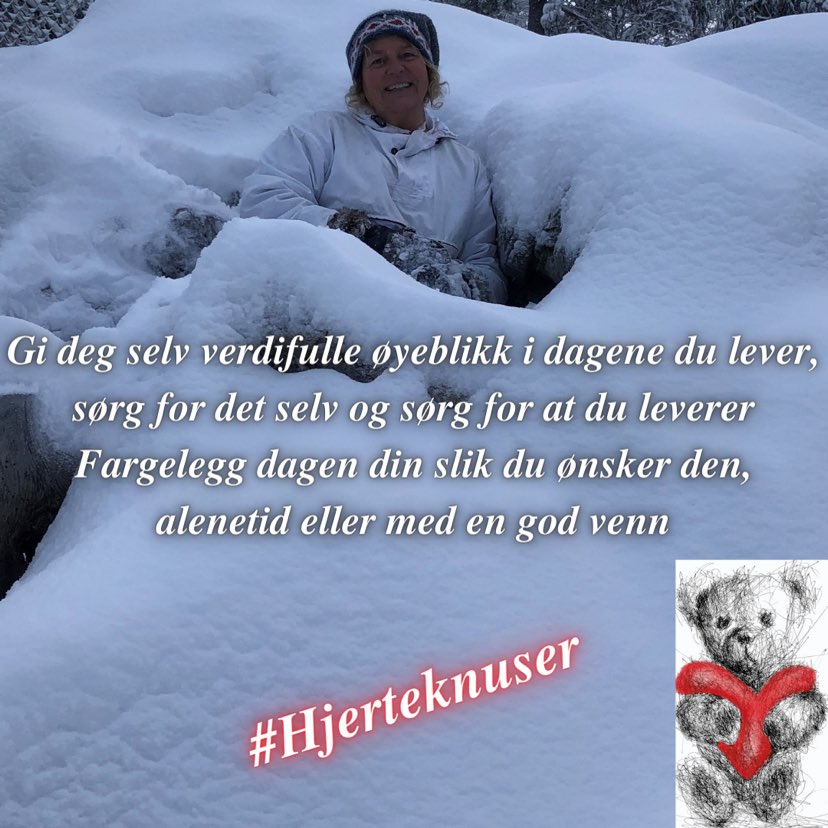 Gi deg selv verdifulle øyeblikk i dagene du lever,
sørg for det selv og sørg for at du leverer
Fargelegg dagen din slik du ønsker den,
alenetid eller med en god venn
#Hjerteknuser